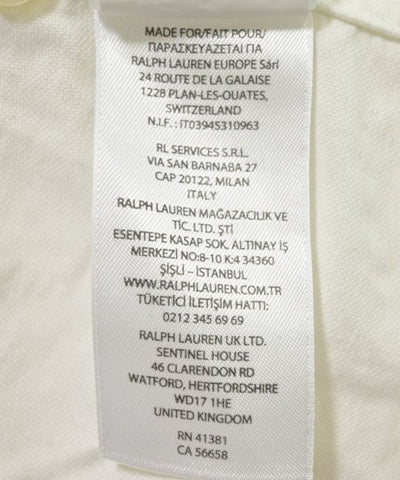 MADE FOR/FAIT POUR/
ΠΑΡΑΣΚΕΥΑΖΕΤΑΙ ΓΙΑ
RALPH LAUREN EUROPE Sárl
24 ROUTE DE LA GALAISE
1228 PLAN-LES-OUATES,
SWITZERLAND
N.I.F. : IT03945310963
RL SERVICES S.R.L.
VIA SAN BARNABA 27
CAP 20122, MILAN
ITALY
RALPH LAUREN MAĞAZACILIK VE
TİC. LTD. ŞTİ
ESENTEPE KASAP SOK. ALTINAY İŞ
MERKEZİ NO:8-10 K:4 34360
ŞİŞLİ – İSTANBUL
WWW.RALPHLAUREN.COM.TR
TÜKETİCİ İLETİŞİM HATTI:
0212 345 69 69
RALPH LAUREN UK LTD.
SENTINEL HOUSE
46 CLARENDON RD
WATFORD, HERTFORDSHIRE
WD17 1HE
UNITED KINGDOM
RN 41381
CA 56658